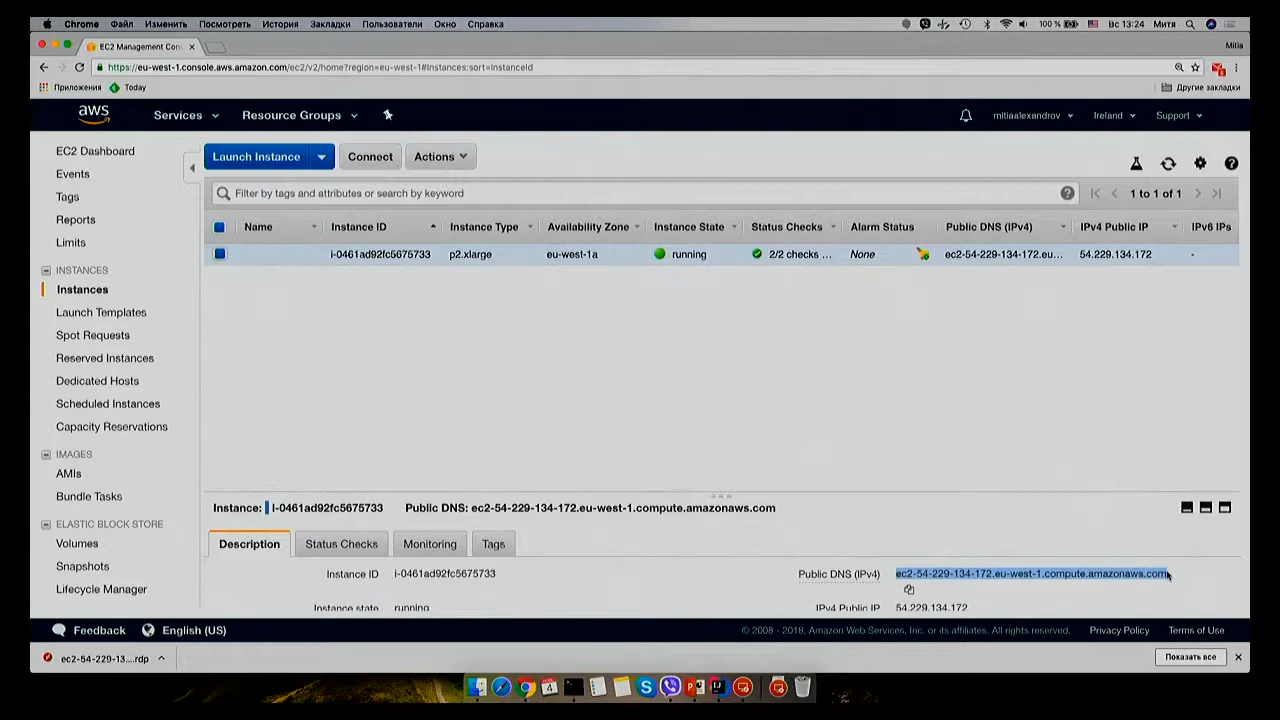 Chrome Файл Изменить Посмотреть История Закладки Пользователи Окно Справка 100 % Вс 13:24 Митя
EC2 Management Con
Mitia
https://eu-west-1.console.aws.amazon.com/ec2/v2/home?region=eu-west-1#Instances:sort=instanceId
Приложения Today Другие закладки
aws Services Resource Groups mitiaalexandrov Ireland Support
EC2 Dashboard
Events
Tags
Reports
Limits
INSTANCES
Instances
Launch Templates
Spot Requests
Reserved Instances
Dedicated Hosts
Scheduled Instances
Capacity Reservations
IMAGES
AMIs
Bundle Tasks
ELASTIC BLOCK STORE
Volumes
Snapshots
Lifecycle Manager
Launch Instance Connect Actions
Filter by tags and attributes or search by keyword 1 to 1 of 1
Name Instance ID Instance Type Availability Zone Instance State Status Checks Alarm Status Public DNS (IPv4) IPv4 Public IP IPv6 IPs
i-0461ad92fc5675733 p2.xlarge eu-west-1a running 2/2 checks ... None ec2-54-229-134-172.eu... 54.229.134.172 -
Instance: i-0461ad92fc5675733 Public DNS: ec2-54-229-134-172.eu-west-1.compute.amazonaws.com
Description Status Checks Monitoring Tags
Instance ID i-0461ad92fc5675733 Public DNS (IPv4) ec2-54-229-134-172.eu-west-1.compute.amazonaws.com
Instance state running IPv4 Public IP 54.229.134.172
Feedback English (US) © 2008 - 2018, Amazon Web Services, Inc. or its affiliates. All rights reserved. Privacy Policy Terms of Use
ec2-54-229-13....rdp Показать все